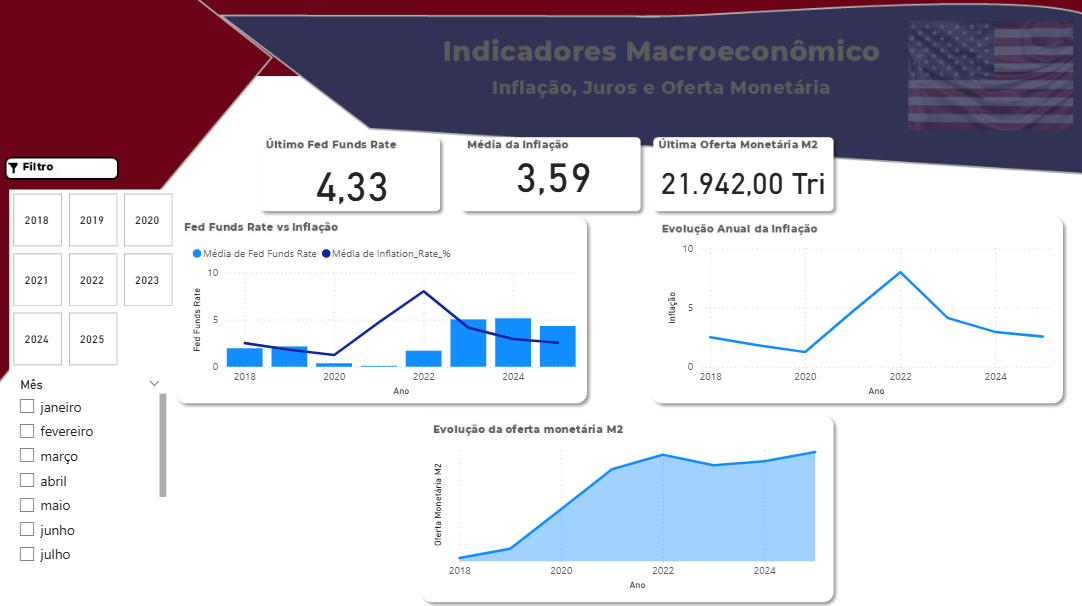 Indicadores Macroeconômico
Inflação, Juros e Oferta Monetária
Último Fed Funds Rate
4,33
Média da Inflação
3,59
Última Oferta Monetária M2
21.942,00 Tri
Filtro
2018 2019 2020
2021 2022 2023
2024 2025
Mês
janeiro
fevereiro
março
abril
maio
junho
julho
Fed Funds Rate vs Inflação
Média de Fed Funds Rate Média de Inflation_Rate_%
Fed Funds Rate
10
5
0
2018 2020 2022 2024
Ano
Evolução Anual da Inflação
Inflação
10
5
0
2018 2020 2022 2024
Ano
Evolução da oferta monetária M2
Oferta Monetária M2
2018 2020 2022 2024
Ano